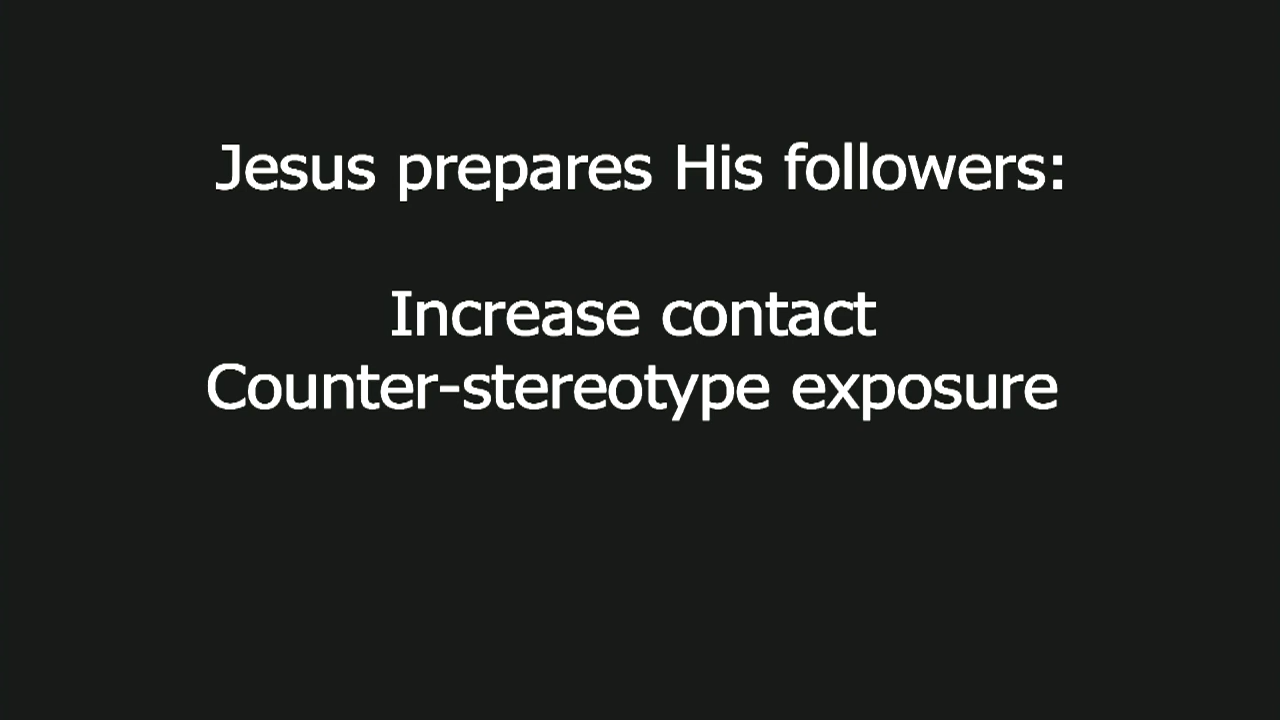 Jesus prepares His followers:
Increase contact
Counter-stereotype exposure